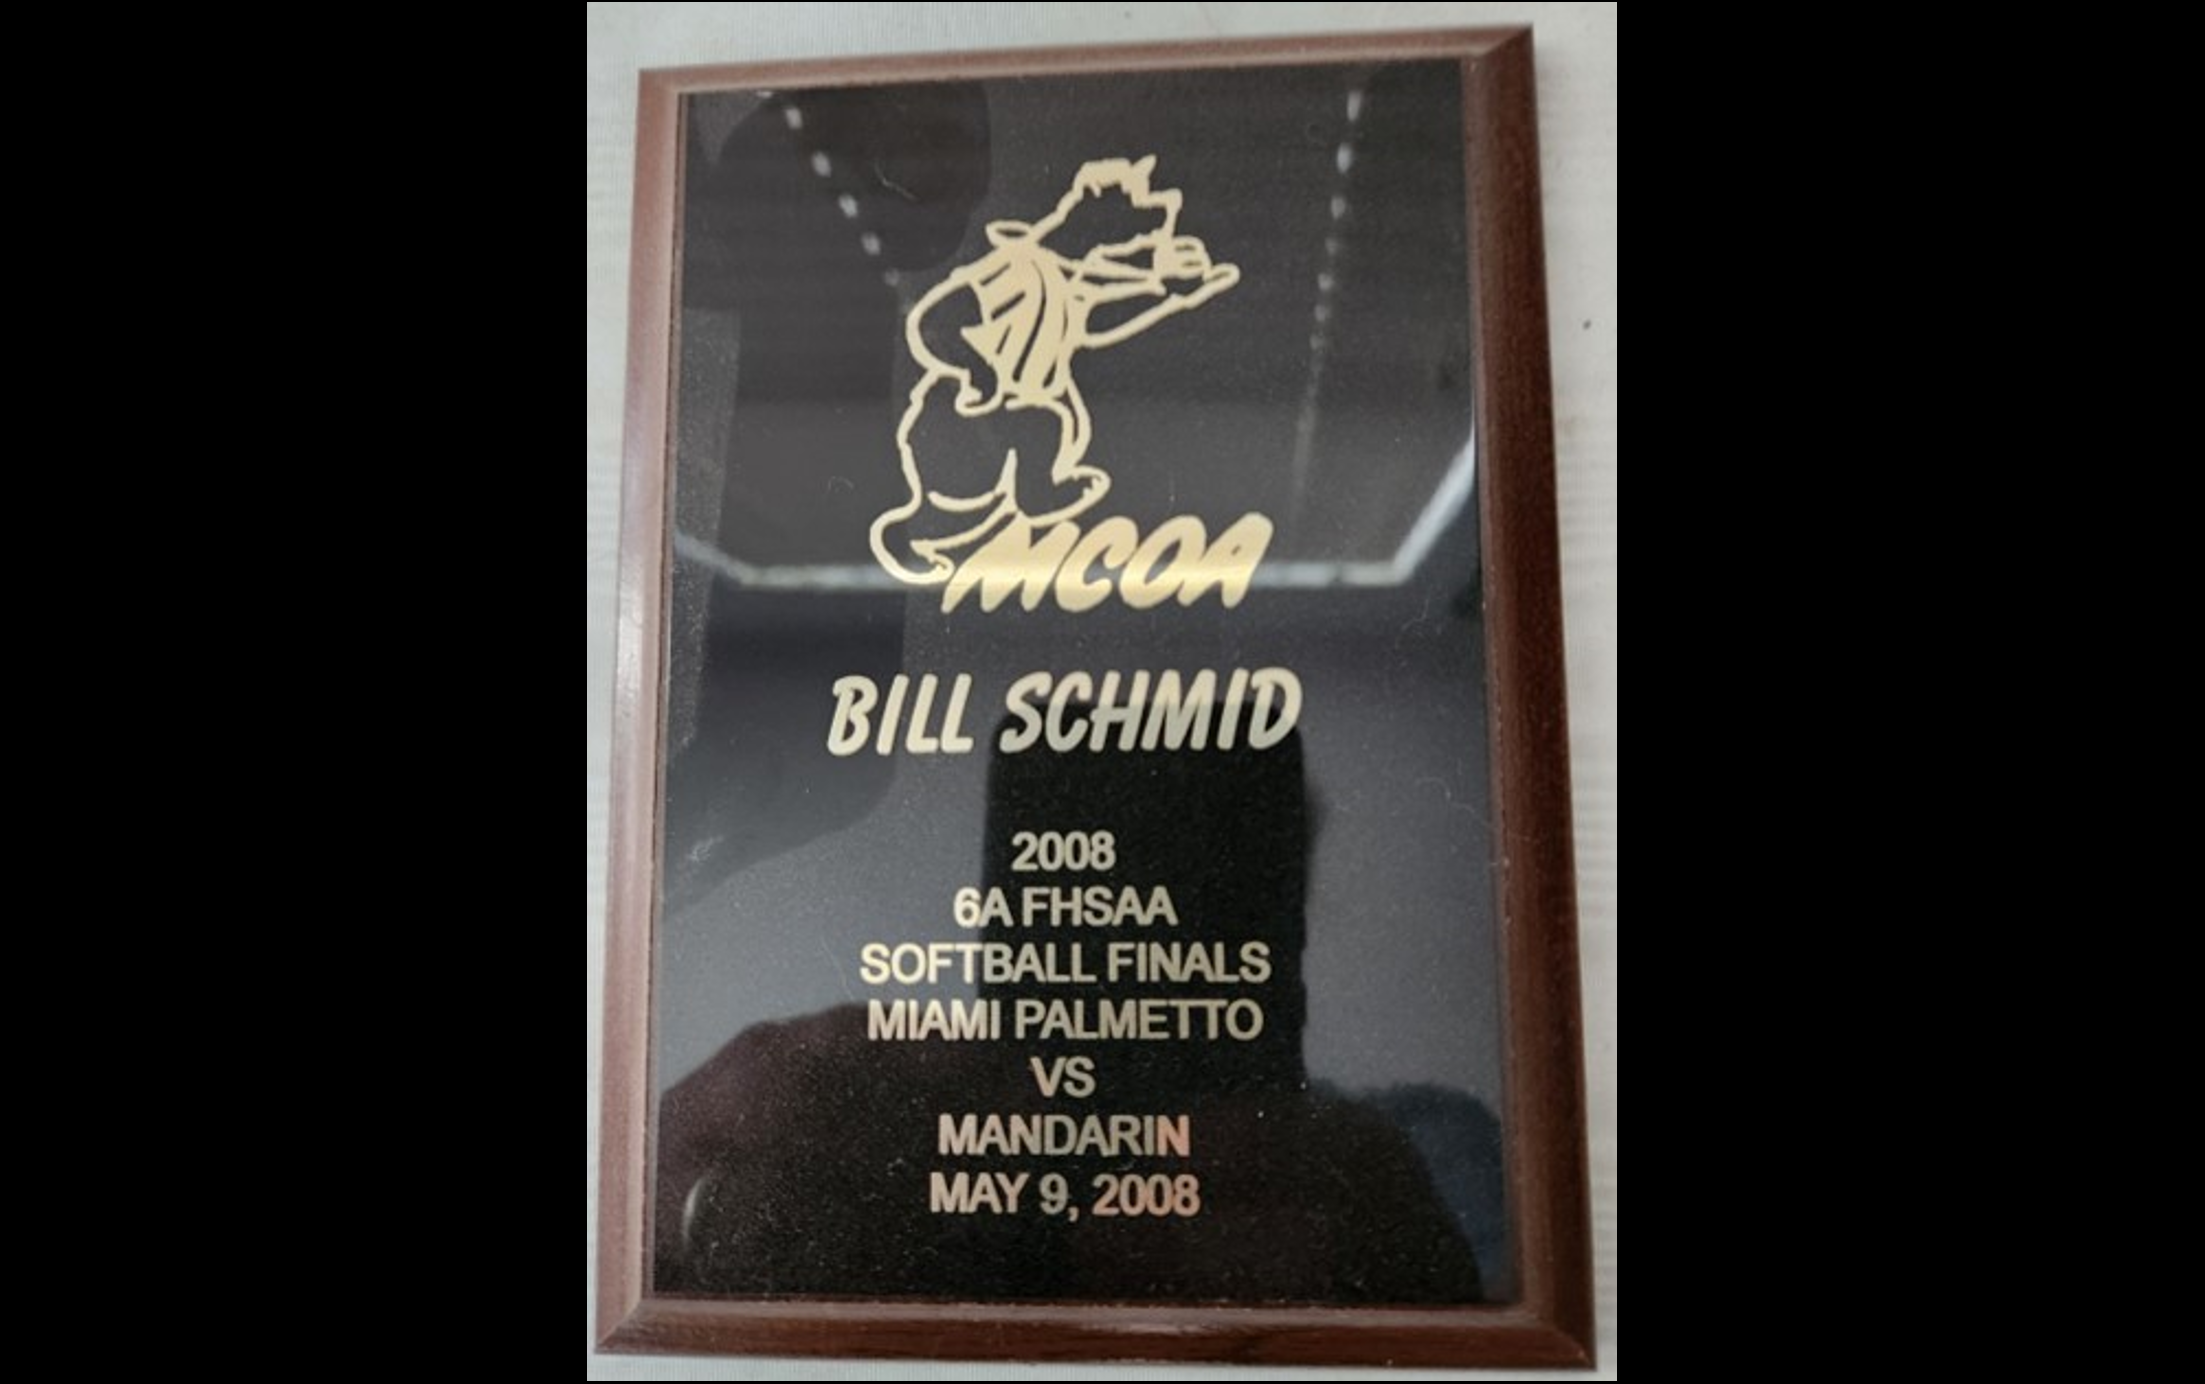 MCOA
BILL SCHMID
2008
6A FHSAA
SOFTBALL FINALS
MIAMI PALMETTO
VS
MANDARIN
MAY 9, 2008